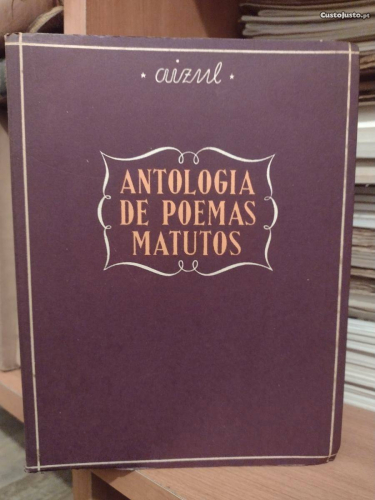 CustoJusto.pt
aizul
ANTOLOGIA
DE POEMAS
MATUTOS